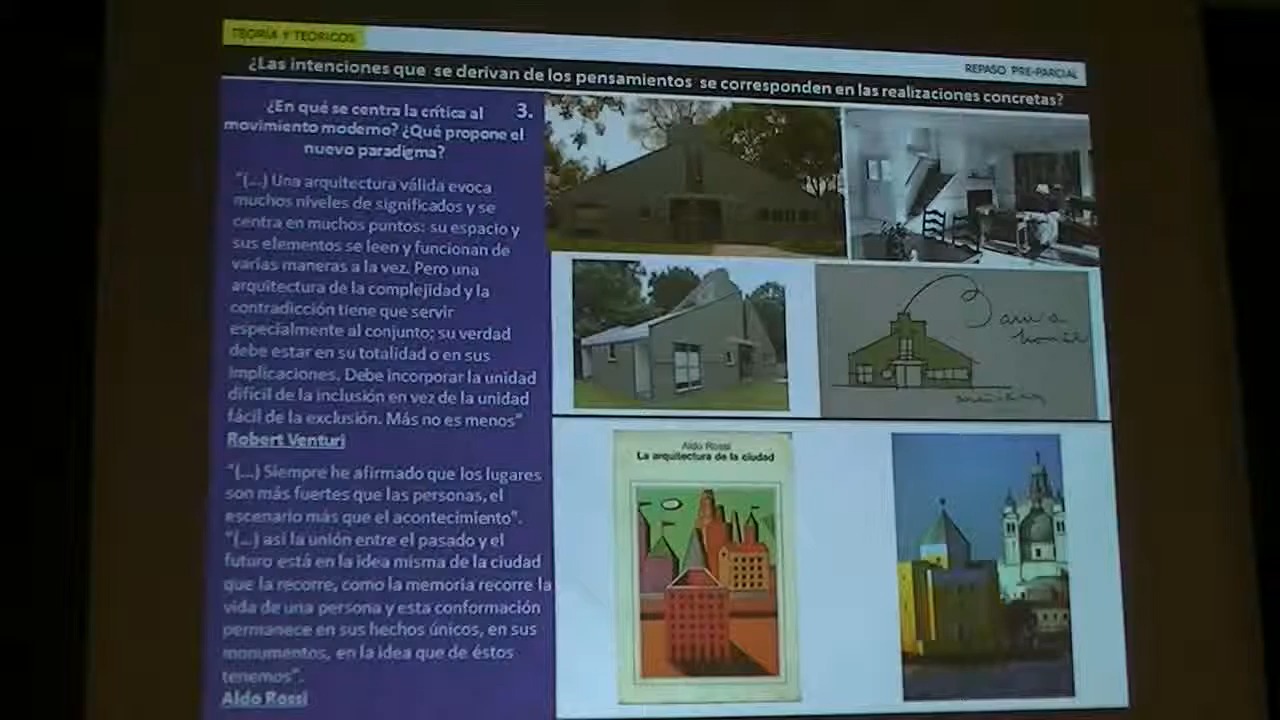 TEORÍA Y TEÓRICOS
REPASO PRE-PARCIAL
¿Las intenciones que se derivan de los pensamientos se corresponden en las realizaciones concretas?
¿En qué se centra la crítica al
3.
movimiento moderno? ¿Qué propone el
nuevo paradigma?
"(...) Una arquitectura válida evoca
muchos niveles de significados y se
centra en muchos puntos: su espacio y
sus elementos se leen y funcionan de
varias maneras a la vez. Pero una
arquitectura de la complejidad y la
contradicción tiene que servir
especialmente al conjunto; su verdad
debe estar en su totalidad o en sus
implicaciones. Debe incorporar la unidad
difícil de la inclusión en vez de la unidad
fácil de la exclusión. Más no es menos"
Robert Venturi
"(...) Siempre he afirmado que los lugares
son más fuertes que las personas, el
escenario más que el acontecimiento".
"(...) así la unión entre el pasado y el
futuro está en la idea misma de la ciudad
que la recorre, como la memoria recorre la
vida de una persona y esta conformación
permanece en sus hechos únicos, en sus
monumentos, en la idea que de éstos
tenemos".
Aldo Rossi
Aldo Rossi
La arquitectura de la ciudad